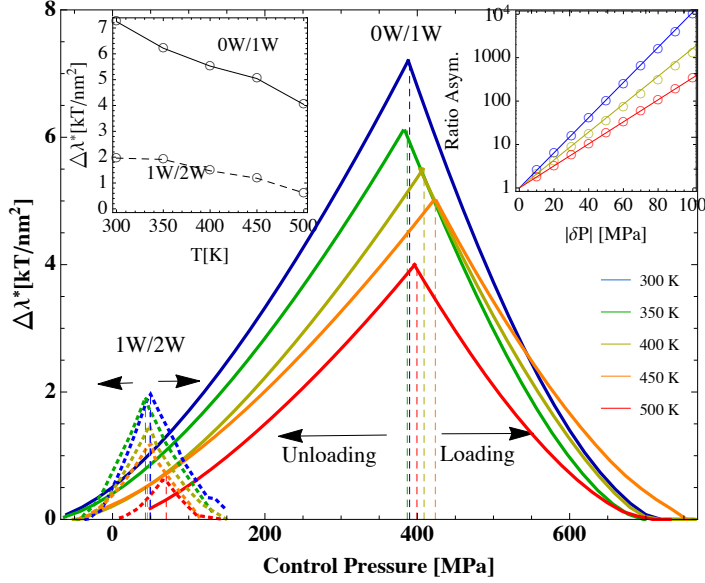 0W/1W
8
6
4
2
0
Δλ*[kT/nm²]
0
200
400
600
Control Pressure [MPa]
1W/2W
Unloading
Loading
300 K
350 K
400 K
450 K
500 K
7
6
5
4
3
2
1
0
Δλ*[kT/nm²]
0W/1W
1W/2W
300
350
400
450
500
T[K]
10⁴
1000
100
10
1
Ratio Asym.
0
20
40
60
80
100
|δP| [MPa]